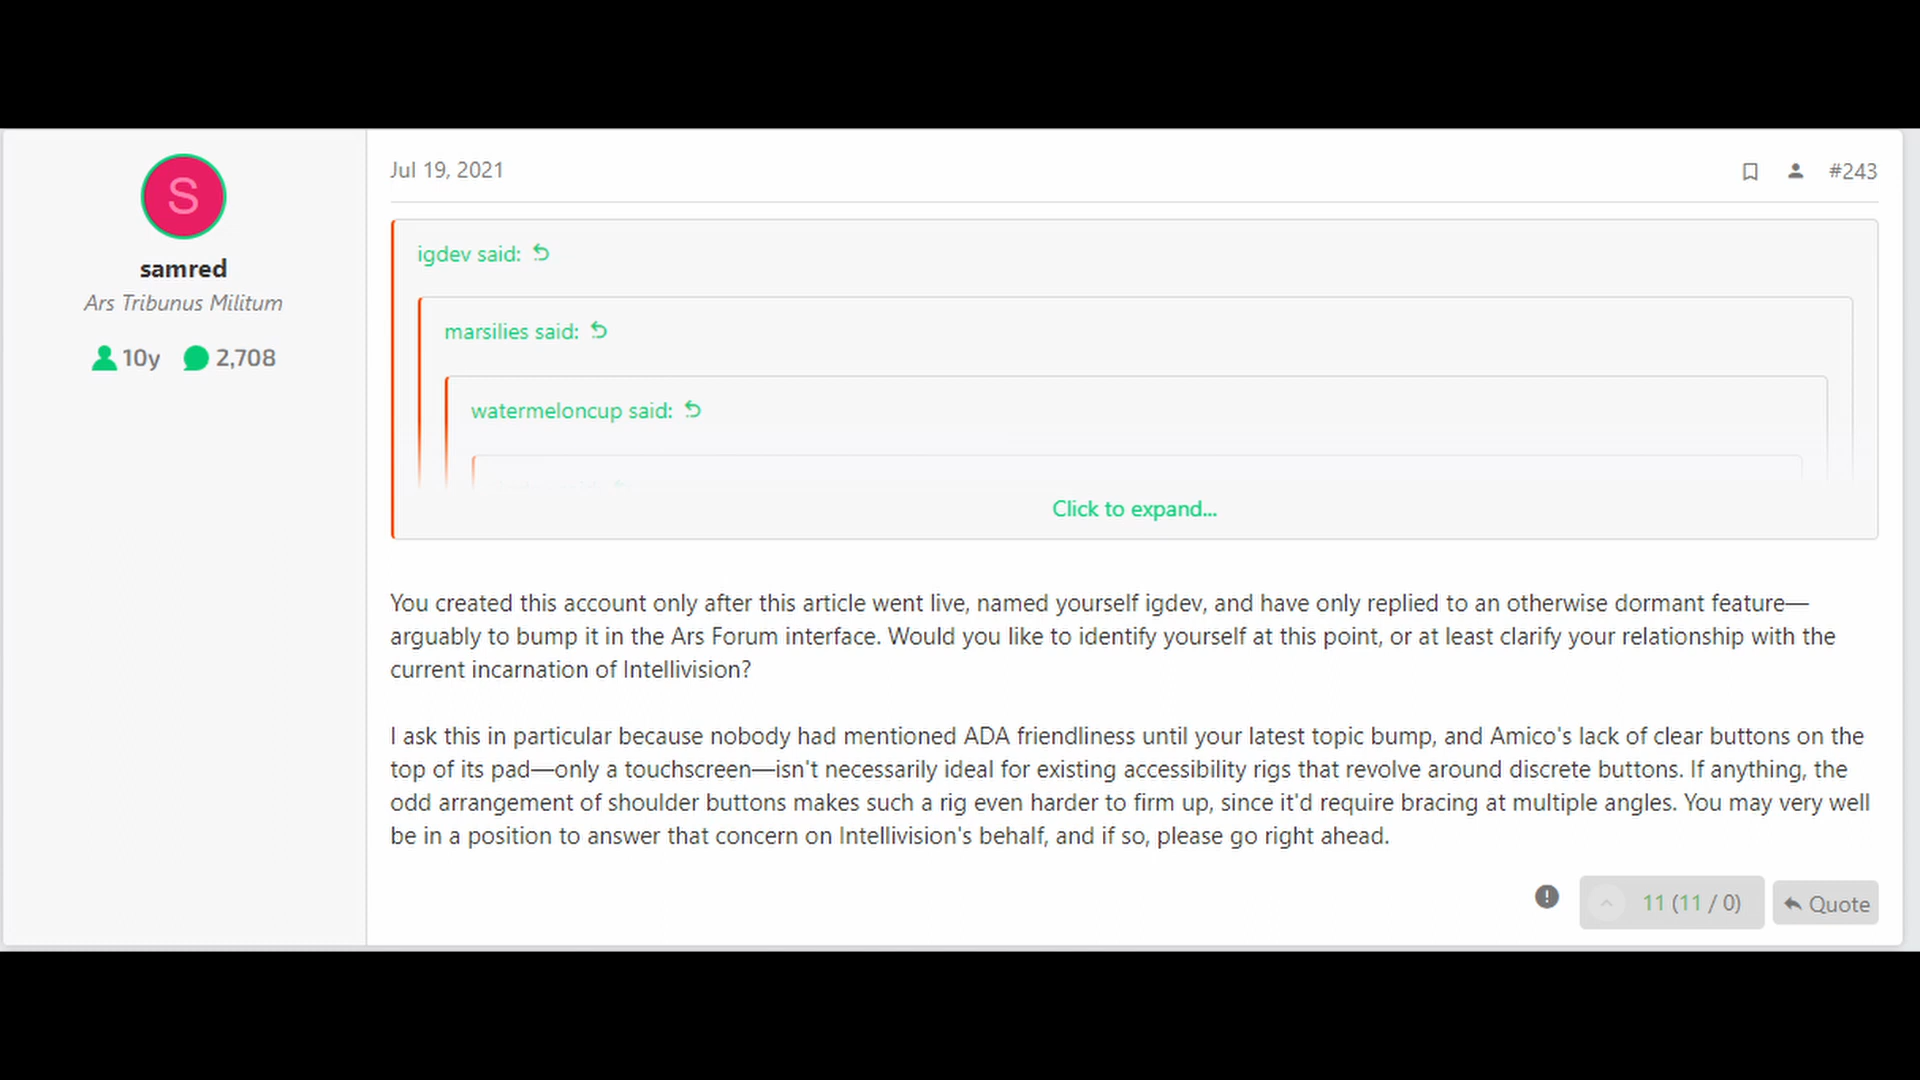 S
samred
Ars Tribunus Militum
10y 2,708
Jul 19, 2021
#243
igdev said:
marsilies said:
watermeloncup said:
Click to expand...
You created this account only after this article went live, named yourself igdev, and have only replied to an otherwise dormant feature—
arguably to bump it in the Ars Forum interface. Would you like to identify yourself at this point, or at least clarify your relationship with the
current incarnation of Intellivision?
I ask this in particular because nobody had mentioned ADA friendliness until your latest topic bump, and Amico's lack of clear buttons on the
top of its pad—only a touchscreen—isn't necessarily ideal for existing accessibility rigs that revolve around discrete buttons. If anything, the
odd arrangement of shoulder buttons makes such a rig even harder to firm up, since it'd require bracing at multiple angles. You may very well
be in a position to answer that concern on Intellivision's behalf, and if so, please go right ahead.
11 (11 / 0)
Quote